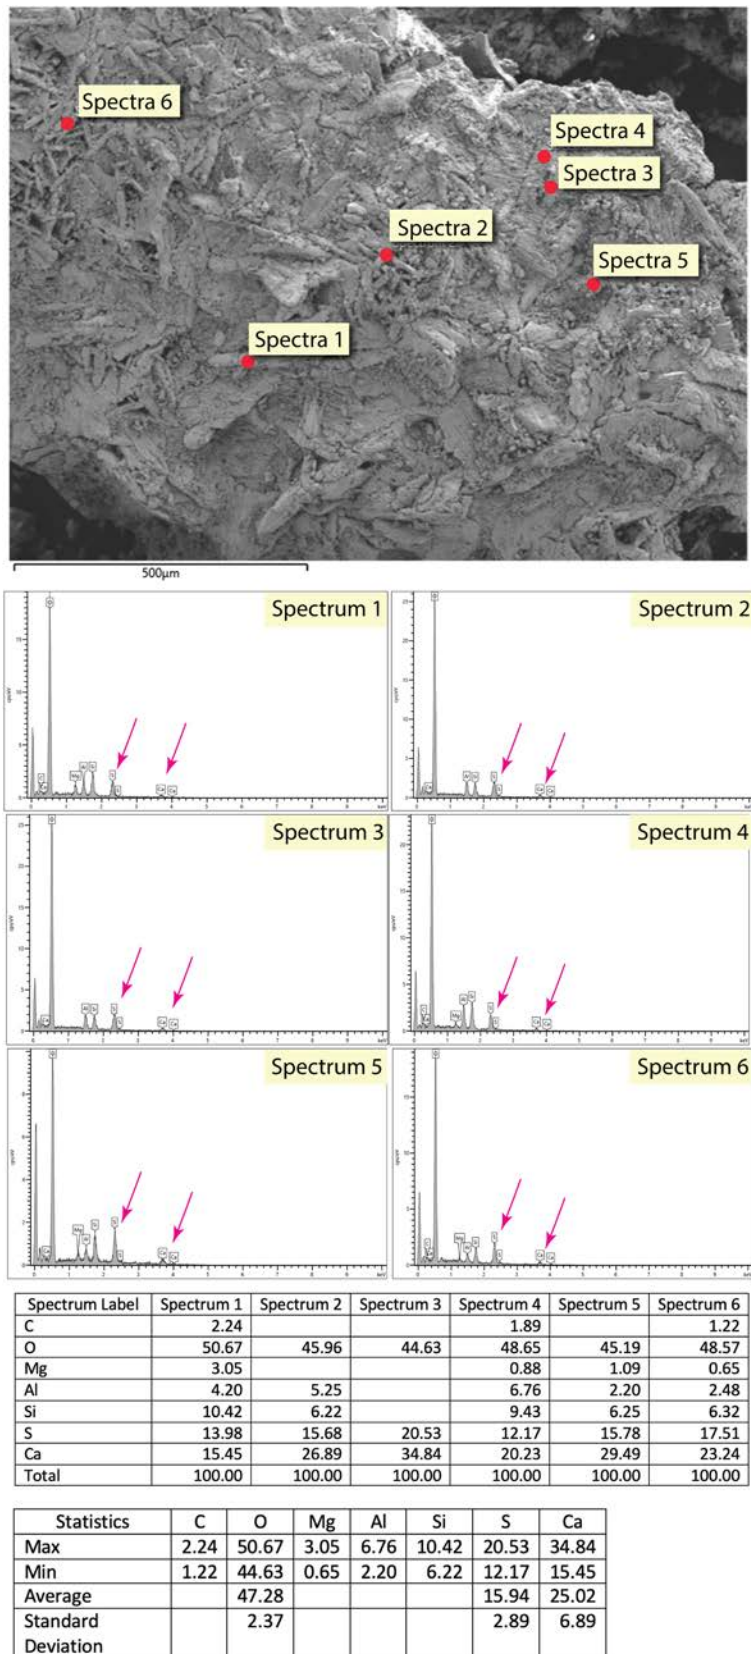 Spectra 6
Spectra 4
Spectra 3
Spectra 2
Spectra 5
Spectra 1
500µm
Spectrum 1
Spectrum 2
Spectrum 3
Spectrum 4
Spectrum 5
Spectrum 6
Spectrum Label Spectrum 1 Spectrum 2 Spectrum 3 Spectrum 4 Spectrum 5 Spectrum 6
C 2.24 1.89 1.22
O 50.67 45.96 44.63 48.65 45.19 48.57
Mg 3.05 0.88 1.09 0.65
Al 4.20 5.25 6.76 2.20 2.48
Si 10.42 6.22 9.43 6.25 6.32
S 13.98 15.68 20.53 12.17 15.78 17.51
Ca 15.45 26.89 34.84 20.23 29.49 23.24
Total 100.00 100.00 100.00 100.00 100.00 100.00
Statistics C O Mg Al Si S Ca
Max 2.24 50.67 3.05 6.76 10.42 20.53 34.84
Min 1.22 44.63 0.65 2.20 6.22 12.17 15.45
Average 47.28 15.94 25.02
Standard 2.37 2.89 6.89
Deviation